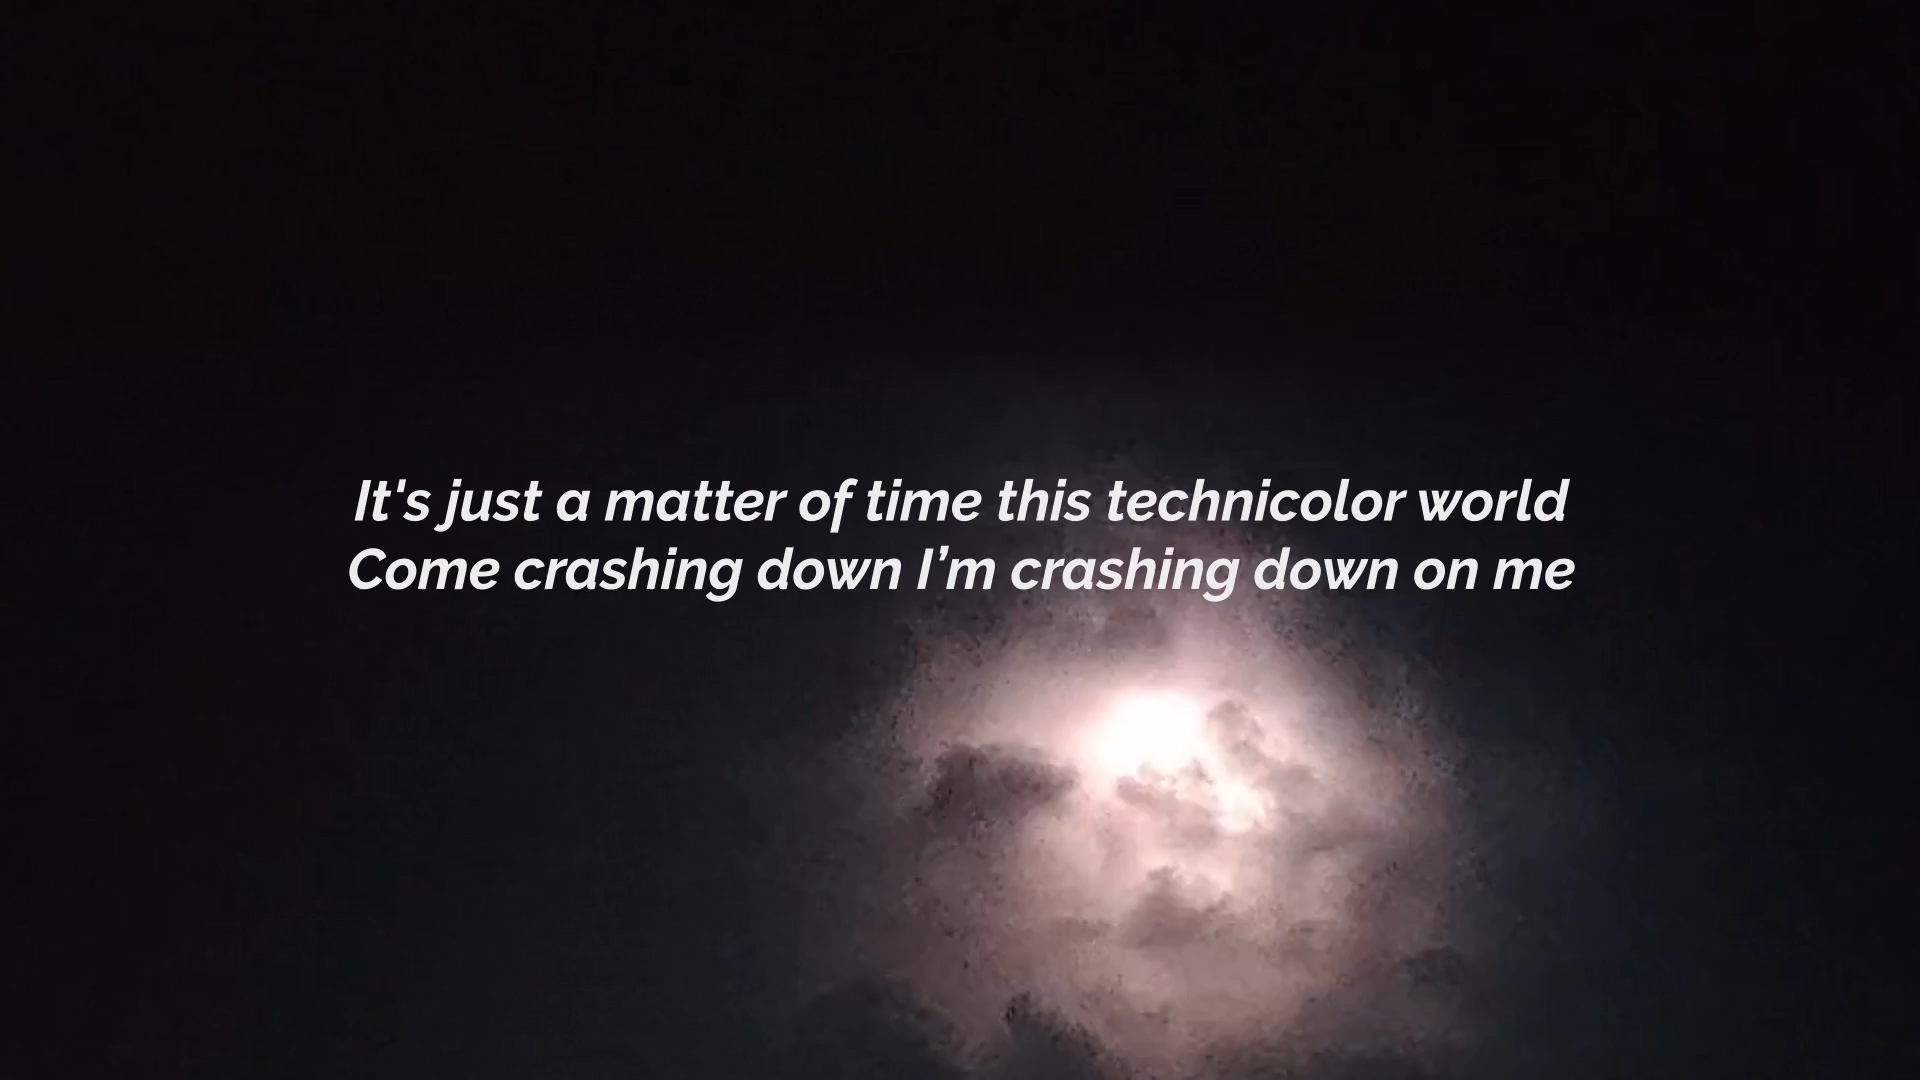 It's just a matter of time this technicolor world
Come crashing down I’m crashing down on me